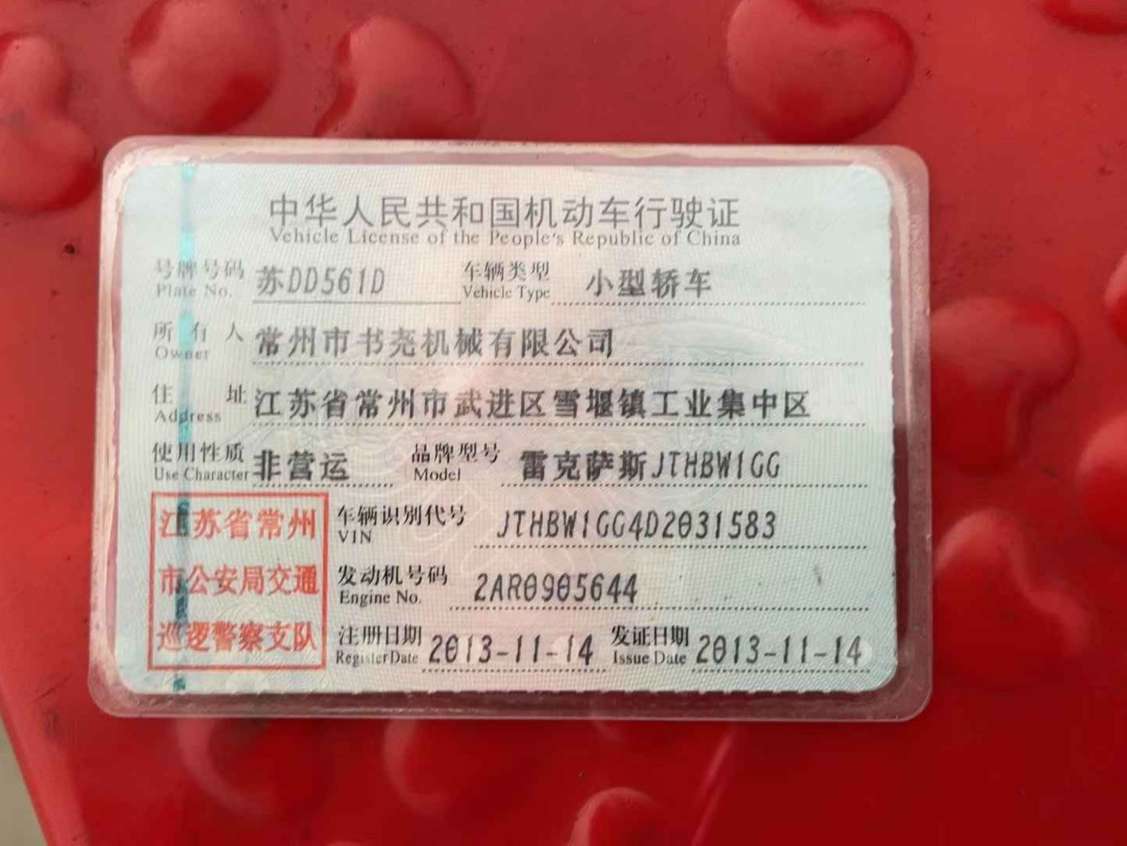 中华人民共和国机动车行驶证
Vehicle License of the People's Republic of China
号牌号码 苏DD561D 车辆类型 小型轿车
Plate No. Vehicle Type
所有人 常州市书尧机械有限公司
Owner
住址 江苏省常州市武进区雪堰镇工业集中区
Address
使用性质 非营运 品牌型号 雷克萨斯JTHBW1GG
Use Character Model
江苏省常州
市公安局交通
巡逻警察支队
车辆识别代号 JTHBW1GG4D2031583
VIN
发动机号码 2AR0905644
Engine No.
注册日期 2013-11-14 发证日期 2013-11-14
Register Date Issue Date